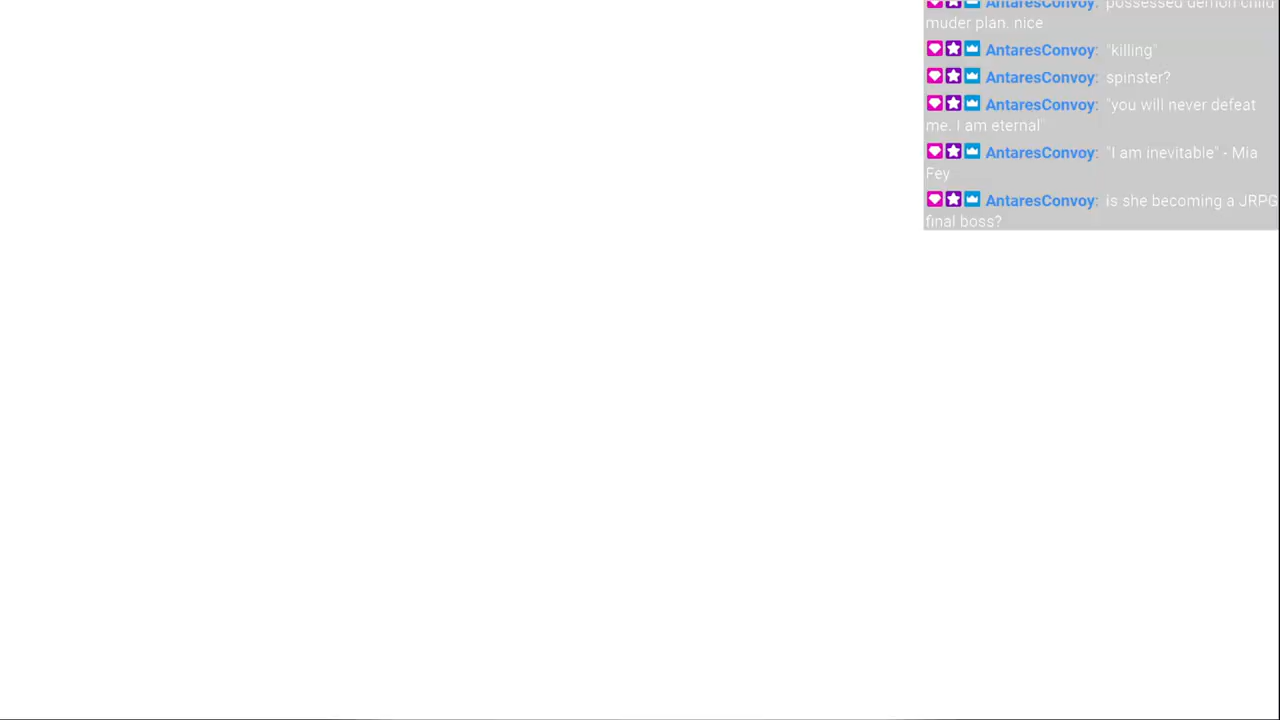 AntaresConvoy: possessed demon child
muder plan. nice
AntaresConvoy: "killing"
AntaresConvoy: spinster?
AntaresConvoy: "you will never defeat
me. I am eternal"
AntaresConvoy: "I am inevitable" - Mia
Fey
AntaresConvoy: is she becoming a JRPG
final boss?